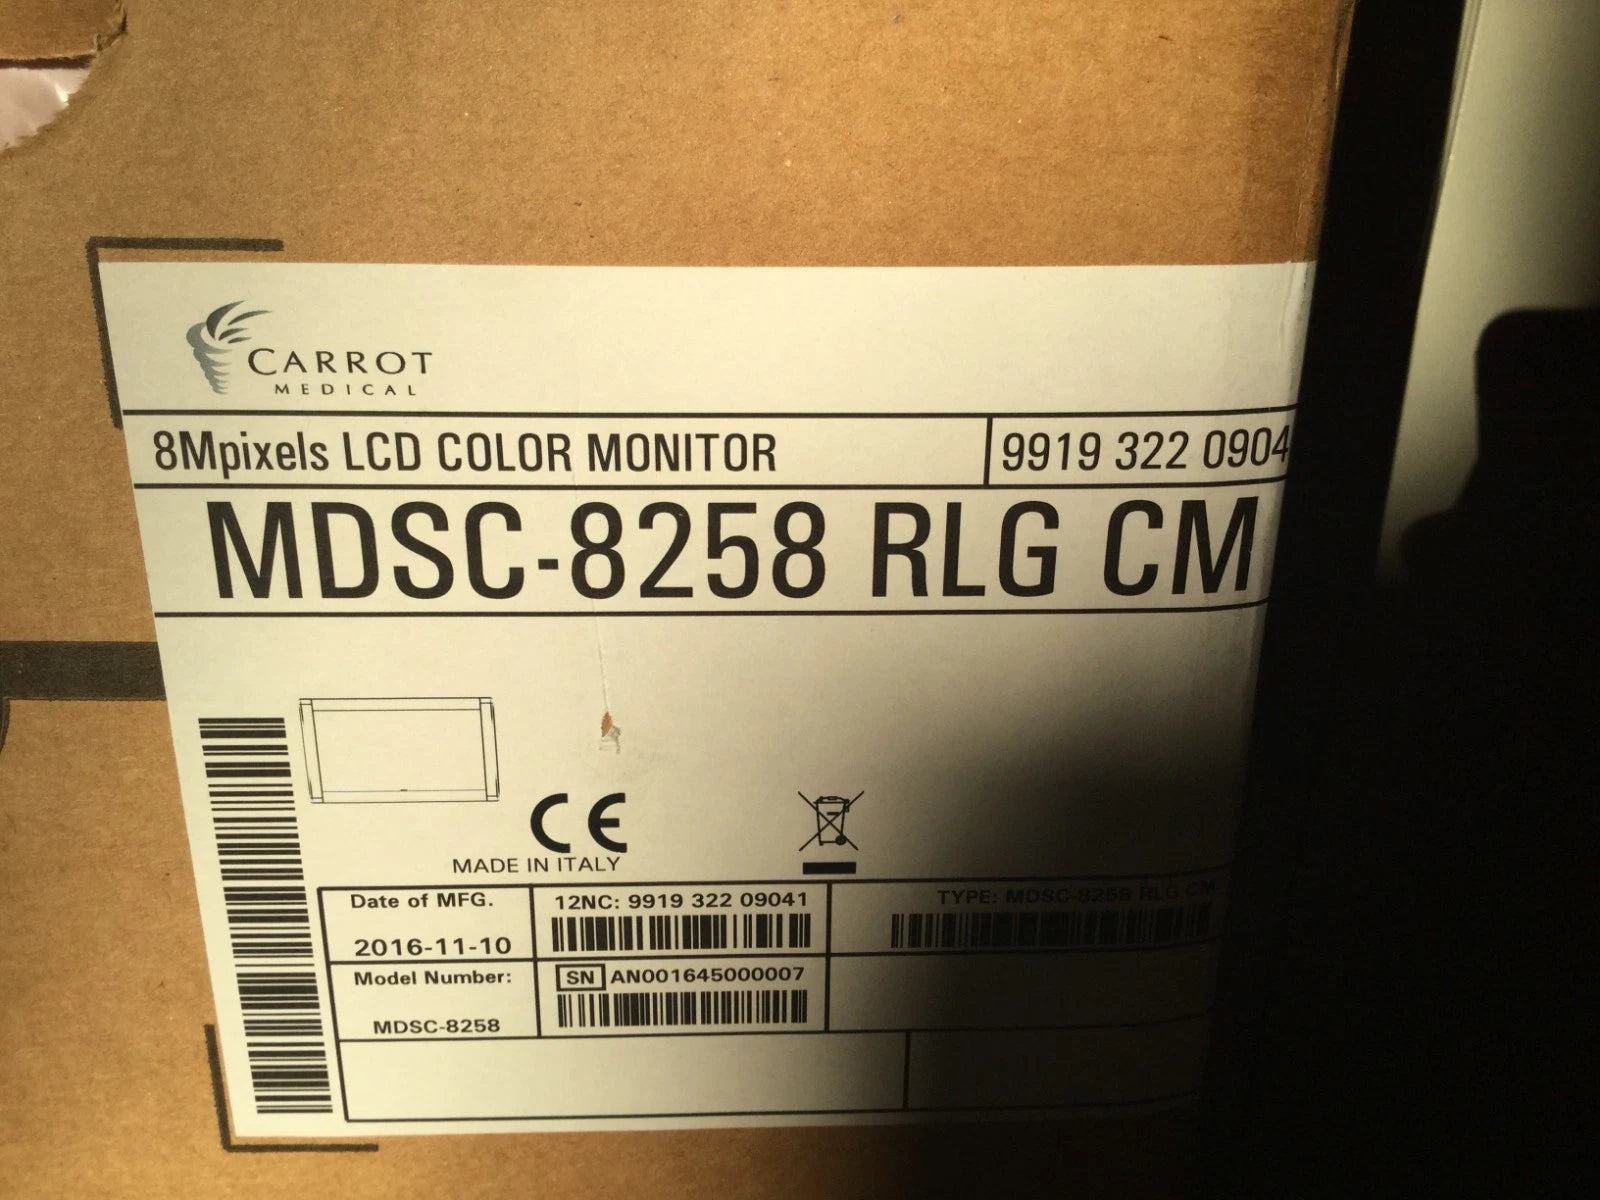 CARROT
MEDICAL
8Mpixels LCD COLOR MONITOR
9919 322 0904
MDSC-8258 RLG CM
CE
MADE IN ITALY
Date of MFG.
2016-11-10
12NC: 9919 322 09041
TYPE: MDSC-8258 RLG CM
Model Number:
MDSC-8258
SN AN001645000007